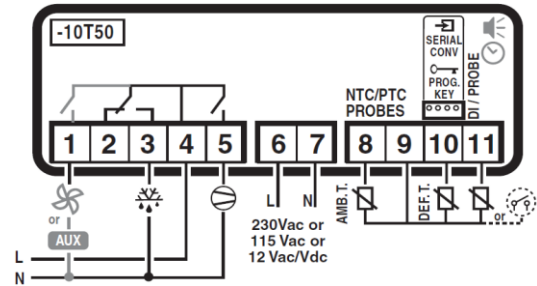 -10T50
SERIAL
CONV
PROG.
KEY
DI / PROBE
NTC/PTC
PROBES
1 2 3 4 5 6 7 8 9 10 11
or
AUX
L
N
L N
230Vac or
115 Vac or
12 Vac/Vdc
AMB. T.
DEF. T.
or